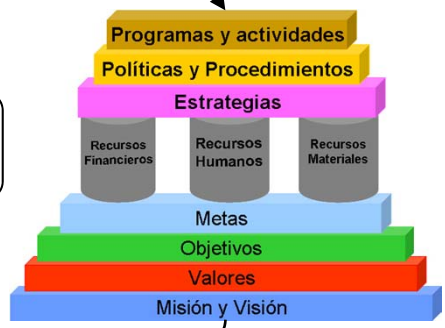 Programas y actividades
Políticas y Procedimientos
Estrategias
Recursos
Financieros
Recursos
Humanos
Recursos
Materiales
Metas
Objetivos
Valores
Misión y Visión